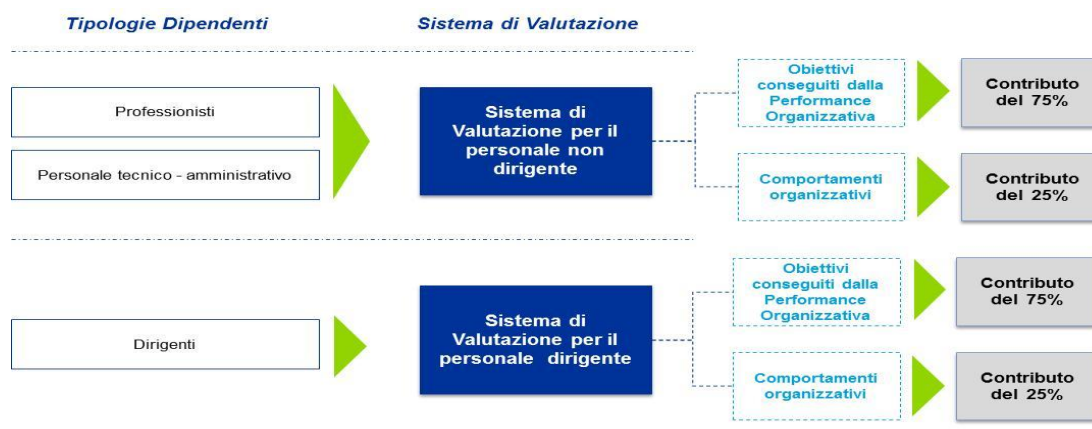 Tipologie Dipendenti
Sistema di Valutazione
Professionisti
Personale tecnico - amministrativo
Sistema di
Valutazione per il
personale non
dirigente
Obiettivi
conseguiti dalla
Performance
Organizzativa
Contributo
del 75%
Comportamenti
organizzativi
Contributo
del 25%
Dirigenti
Sistema di
Valutazione per il
personale dirigente
Obiettivi
conseguiti dalla
Performance
Organizzativa
Contributo
del 75%
Comportamenti
organizzativi
Contributo
del 25%